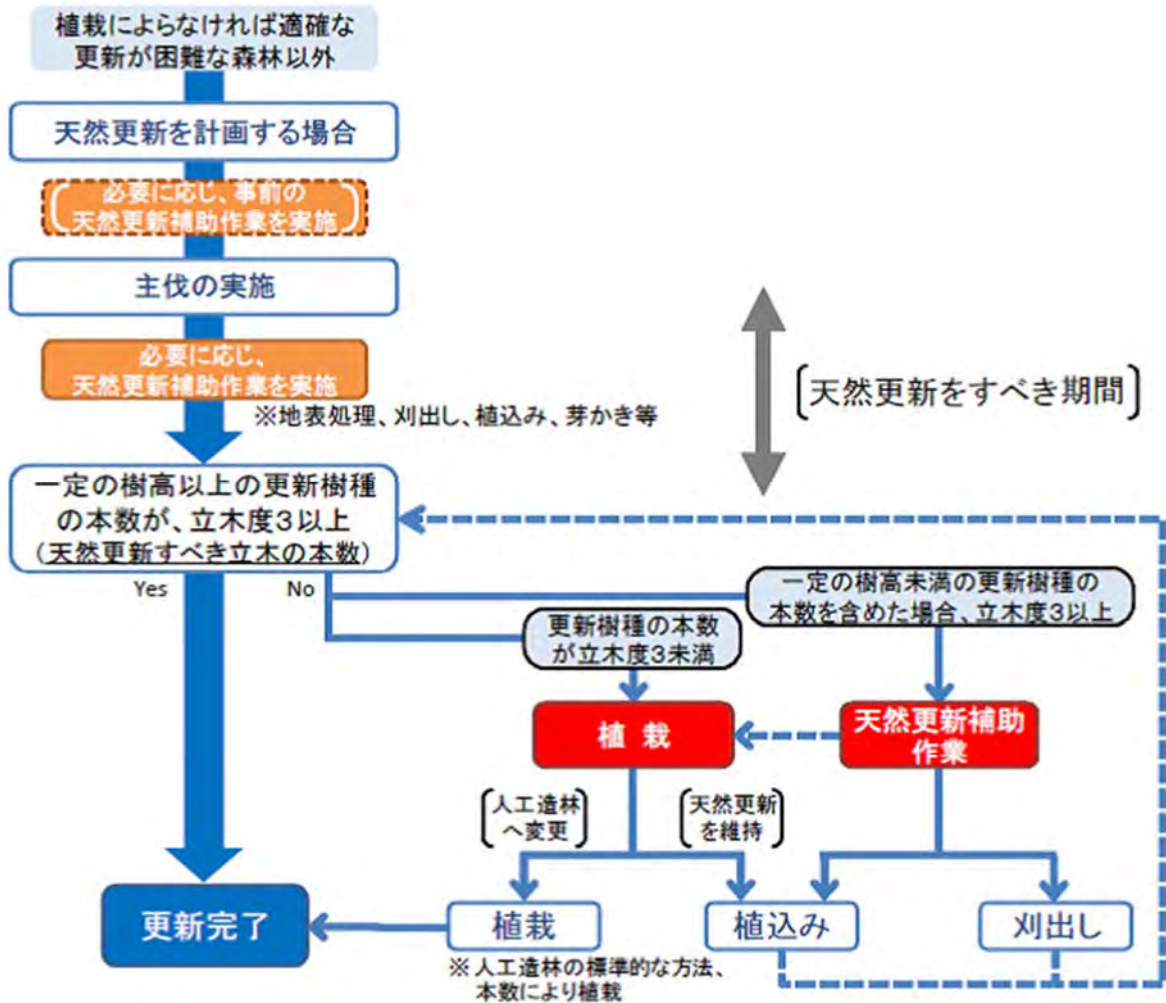 植栽によらなければ適確な
更新が困難な森林以外
天然更新を計画する場合
必要に応じ、事前の
天然更新補助作業を実施
主伐の実施
必要に応じ、
天然更新補助作業を実施
※地表処理、刈出し、植込み、芽かき等
天然更新をすべき期間
一定の樹高以上の更新樹種
の本数が、立木度3以上
(天然更新すべき立木の本数)
Yes
No
一定の樹高未満の更新樹種の
本数を含めた場合、立木度3以上
更新樹種の本数
が立木度3未満
植 栽
天然更新補助
作業
人工造林
へ変更
天然更新
を維持
更新完了
植栽
植込み
刈出し
※人工造林の標準的な方法、
本数により植栽